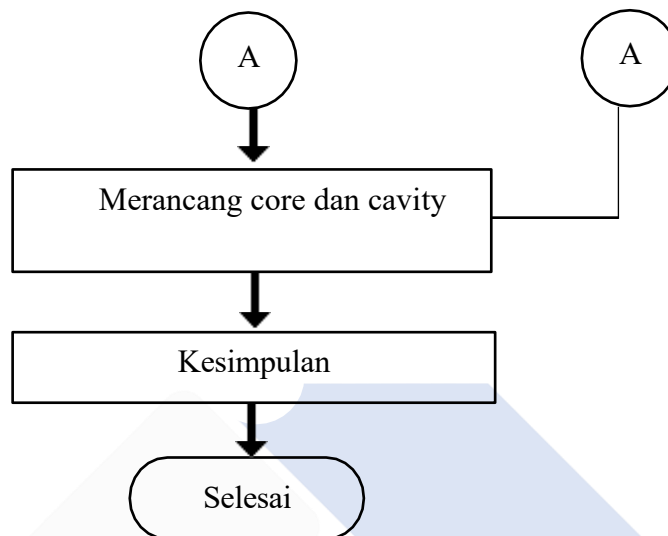 A
A
Merancang core dan cavity
Kesimpulan
Selesai